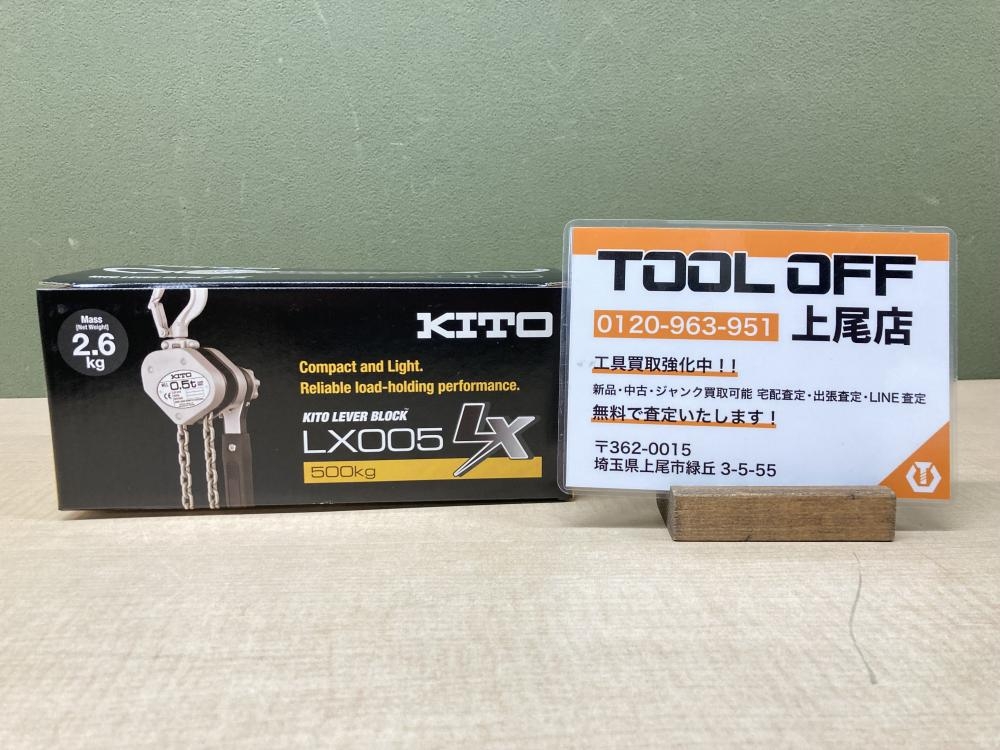 Mass
[Net Weight]
2.6
kg
KITO
0.5t
KITO
Compact and Light.
Reliable load-holding performance.
KITO LEVER BLOCK
LX005
LX
500kg
TOOL OFF
0120-963-951 上尾店
工具買取強化中！！
新品・中古・ジャンク買取可能 宅配査定・出張査定・LINE査定
無料で査定いたします！
〒362-0015
埼玉県上尾市緑丘 3-5-55